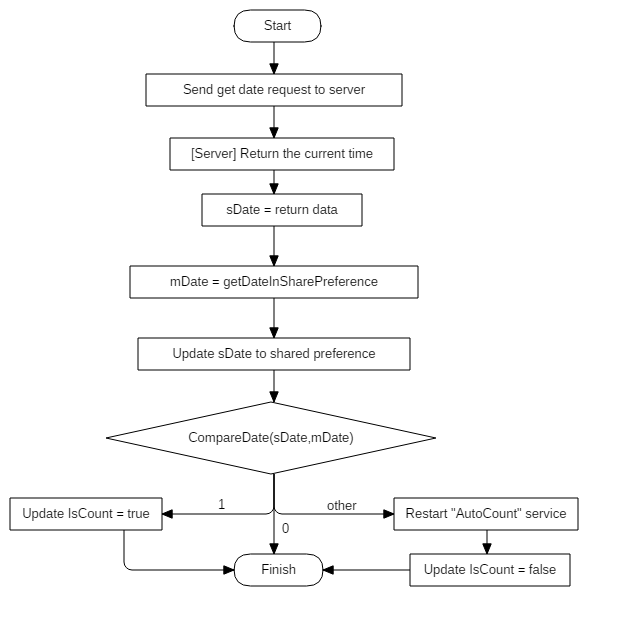 Start
Send get date request to server
[Server] Return the current time
sDate = return data
mDate = getDateInSharePreference
Update sDate to shared preference
CompareDate(sDate,mDate)
1
other
Update IsCount = true
Restart "AutoCount" service
0
Finish
Update IsCount = false